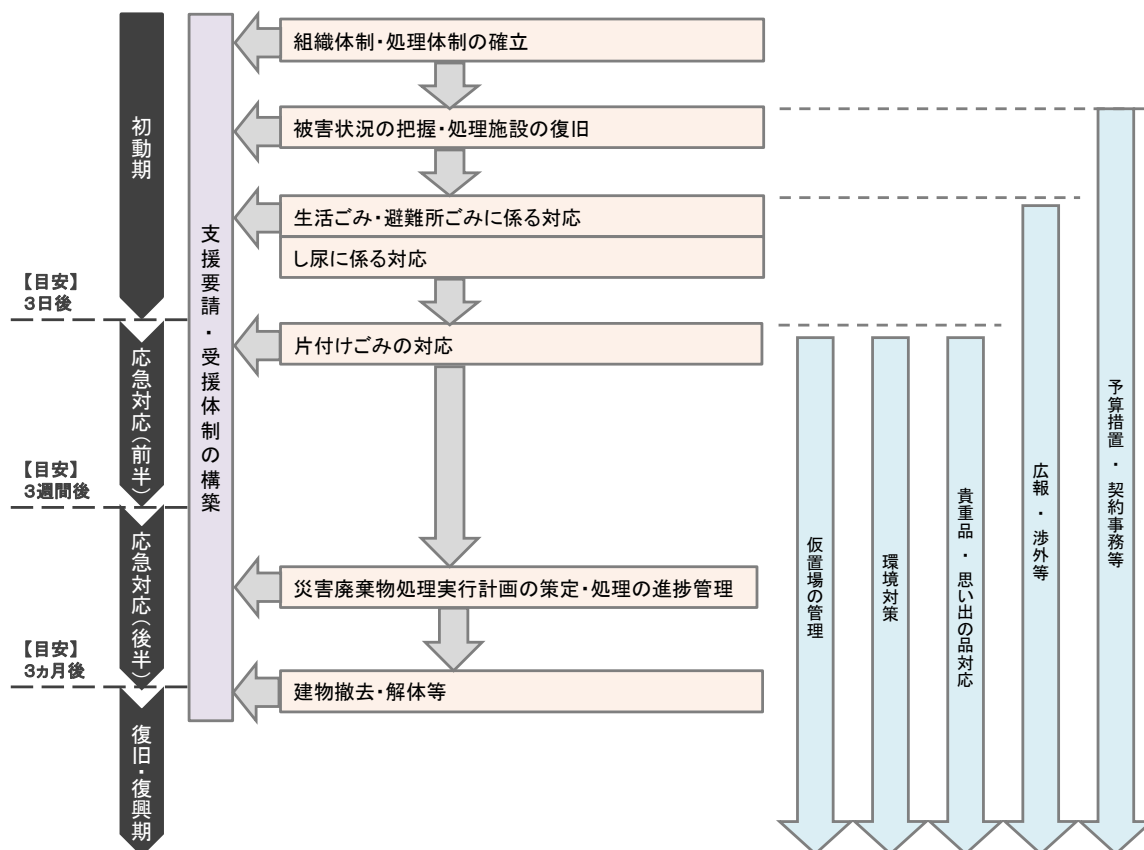 組織体制・処理体制の確立
被害状況の把握・処理施設の復旧
生活ごみ・避難所ごみに係る対応
し尿に係る対応
片付けごみの対応
災害廃棄物処理実行計画の策定・処理の進捗管理
建物撤去・解体等
初動期
【目安】
3日後
応急対応（前半）
【目安】
3週間後
応急対応（後半）
【目安】
3ヵ月後
復旧・復興期
支援要請・受援体制の構築
仮置場の管理
環境対策
貴重品・思い出の品対応
広報・渉外等
予算措置・契約事務等